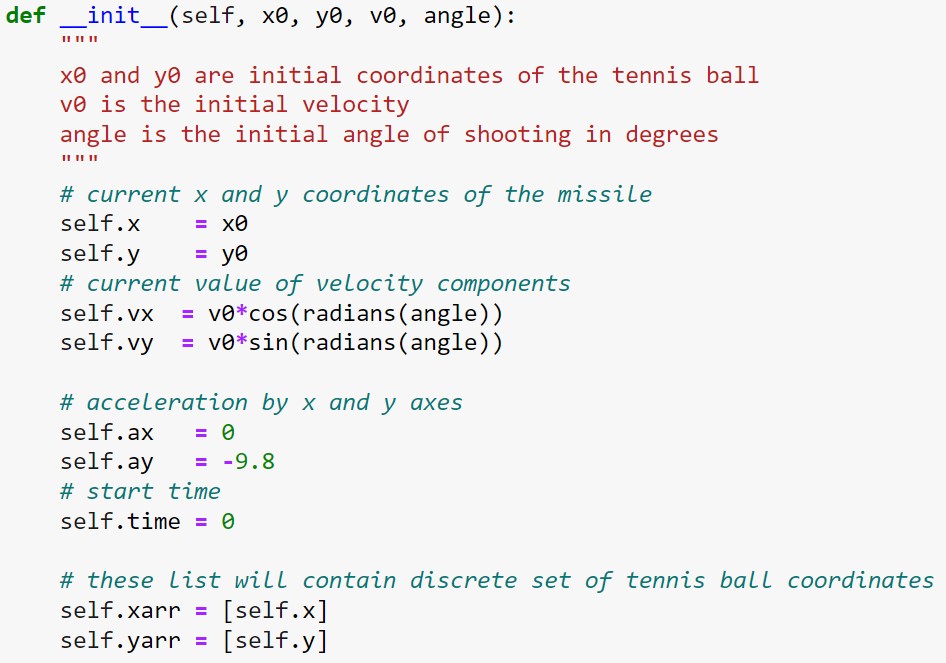 def __init__(self, x0, y0, v0, angle):
    """
    x0 and y0 are initial coordinates of the tennis ball
    v0 is the initial velocity
    angle is the initial angle of shooting in degrees
    """
    # current x and y coordinates of the missile
    self.x    = x0
    self.y    = y0
    # current value of velocity components
    self.vx  = v0*cos(radians(angle))
    self.vy  = v0*sin(radians(angle))

    # acceleration by x and y axes
    self.ax   = 0
    self.ay   = -9.8
    # start time
    self.time = 0

    # these list will contain discrete set of tennis ball coordinates
    self.xarr = [self.x]
    self.yarr = [self.y]